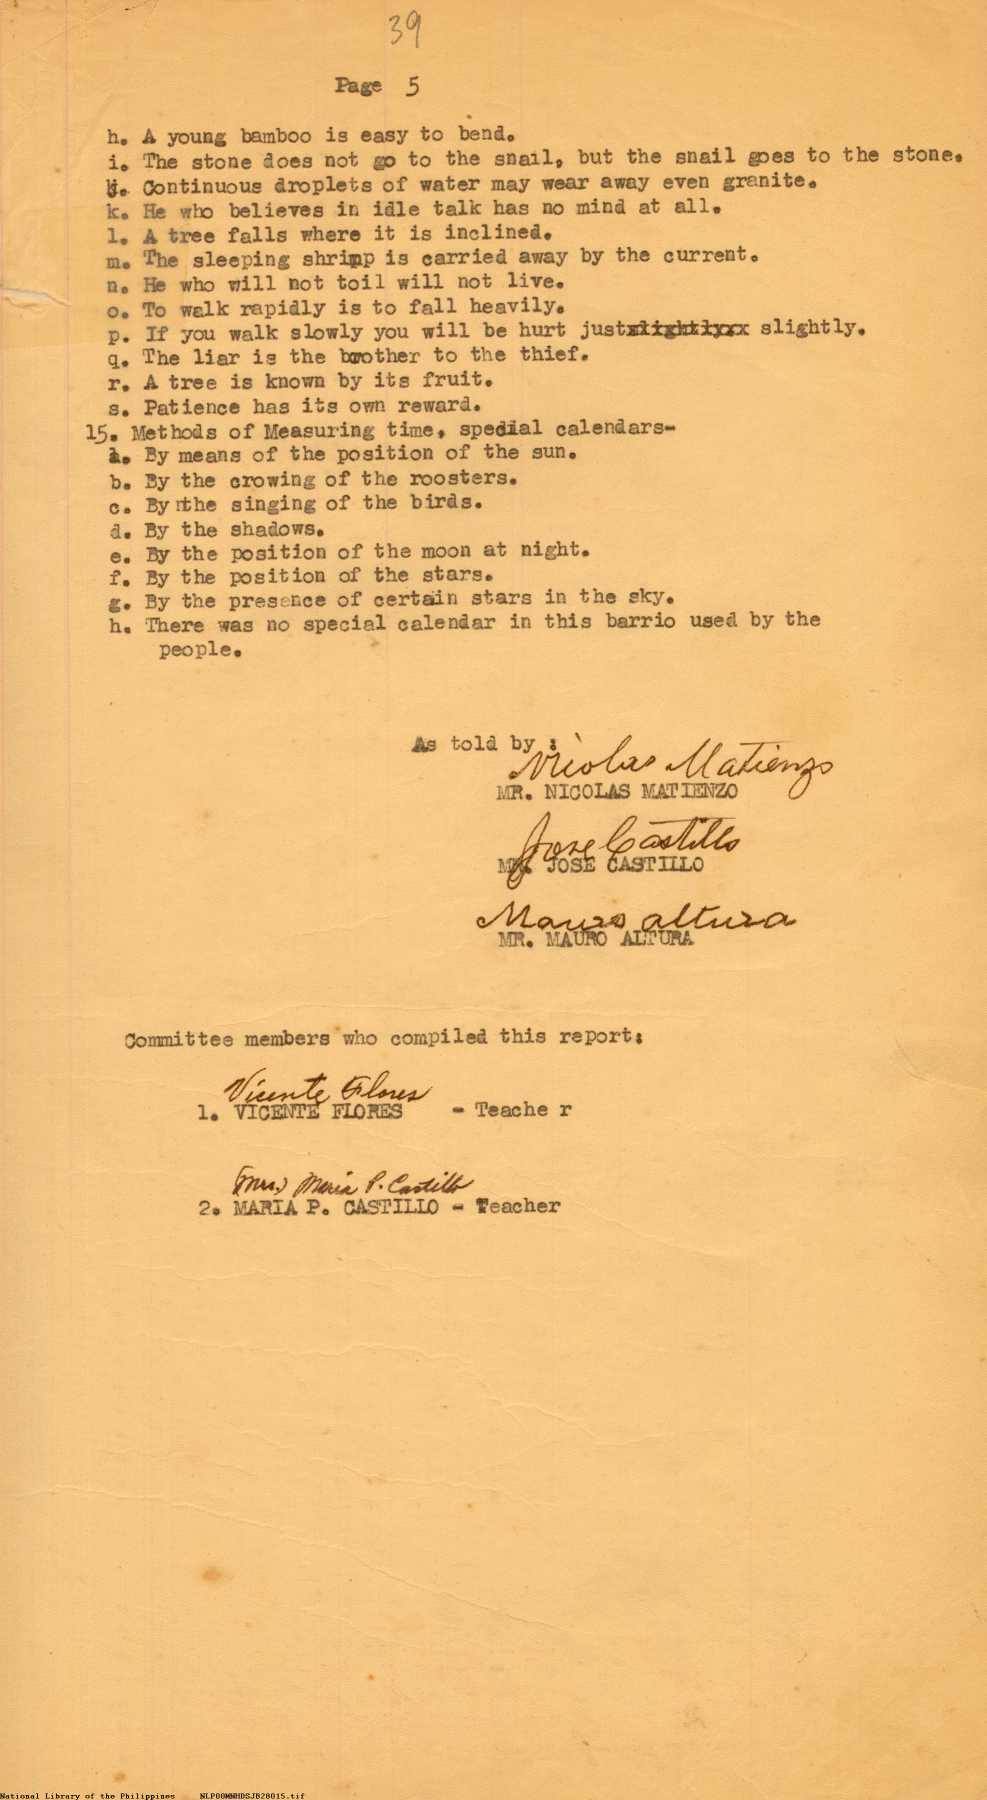 39
Page 5
h. A young bamboo is easy to bend.
i. The stone does not go to the snail, but the snail goes to the stone.
j. Continuous droplets of water may wear away even granite.
k. He who believes in idle talk has no mind at all.
l. A tree falls where it is inclined.
m. The sleeping shrimp is carried away by the current.
n. He who will not toil will not live.
o. To walk rapidly is to fall heavily.
p. If you walk slowly you will be hurt just slightly.
q. The liar is the brother to the thief.
r. A tree is known by its fruit.
s. Patience has its own reward.
15. Methods of Measuring time, special calendars-
a. By means of the position of the sun.
b. By the crowing of the roosters.
c. By the singing of the birds.
d. By the shadows.
e. By the position of the moon at night.
f. By the position of the stars.
g. By the presence of certain stars in the sky.
h. There was no special calendar in this barrio used by the
people.
As told by :
Nicolas Matienzo
MR. NICOLAS MATIENZO
Jose Castillo
MR. JOSE CASTILLO
Mauro Altura
MR. MAURO ALTURA
Committee members who compiled this report:
Vicente Flores
1. VICENTE FLORES - Teache r
(Mrs.) Maria P. Castillo
2. MARIA P. CASTILLO - Teacher
National Library of the Philippines NLP00MNHDSJB28015.tif